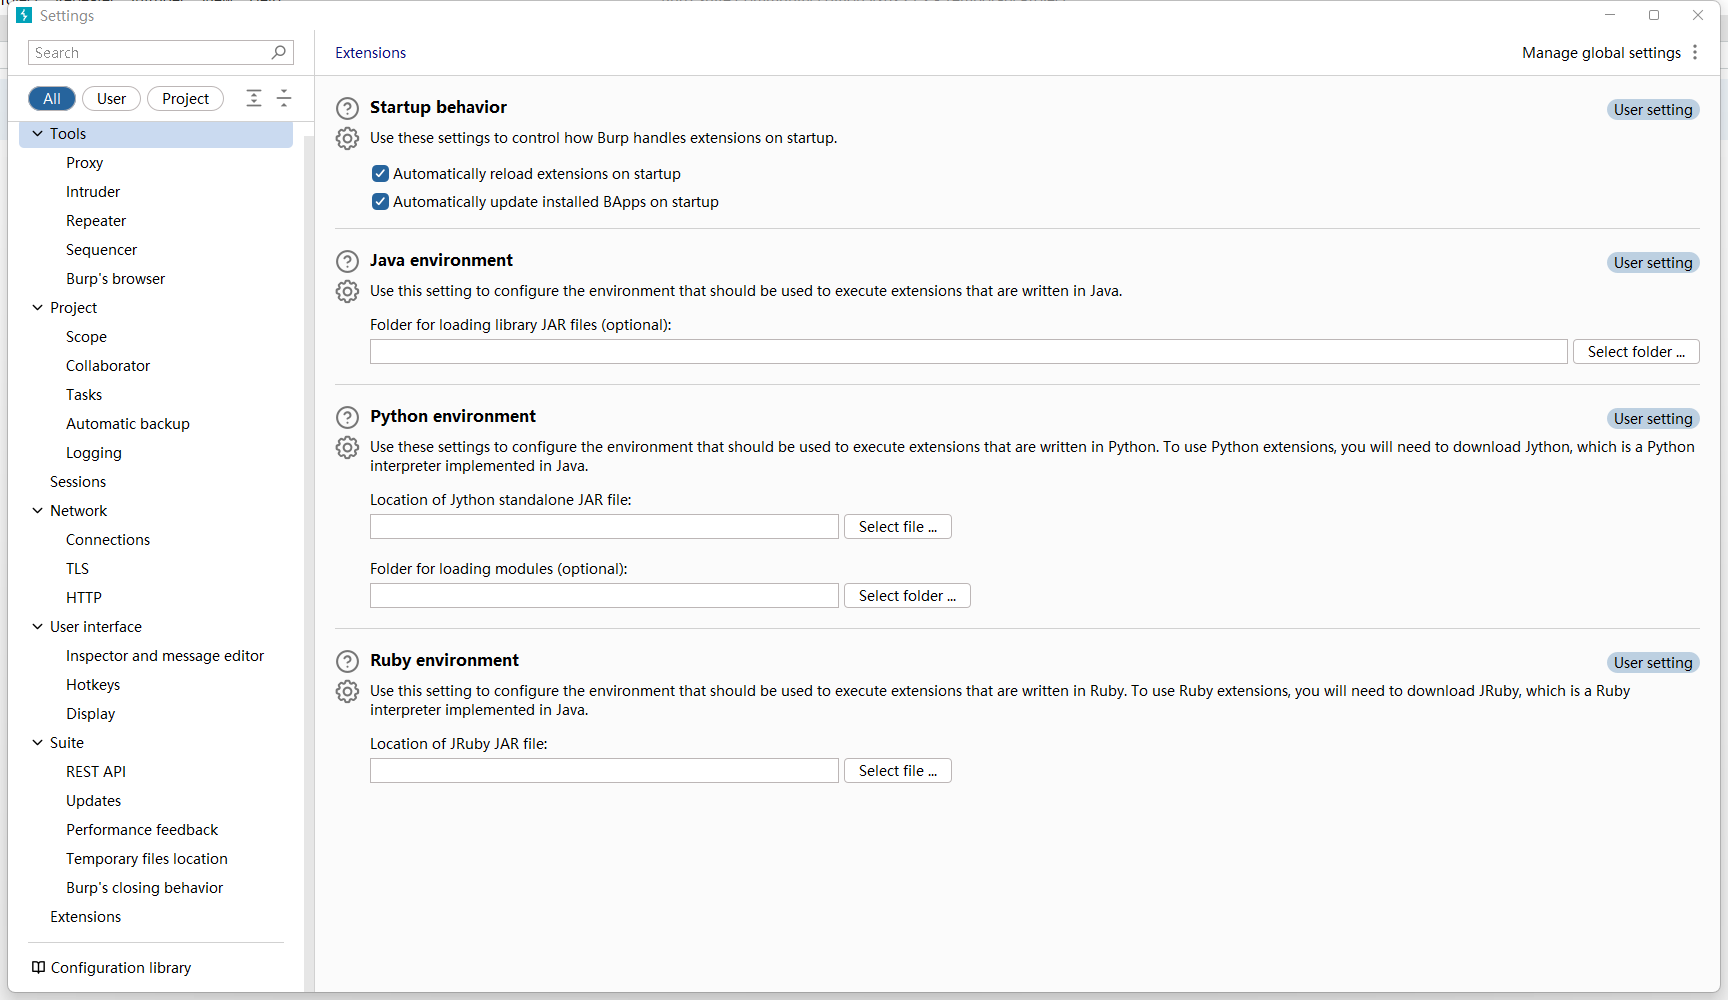 Settings
Search
All
User
Project
Tools
Proxy
Intruder
Repeater
Sequencer
Burp's browser
Project
Scope
Collaborator
Tasks
Automatic backup
Logging
Sessions
Network
Connections
TLS
HTTP
User interface
Inspector and message editor
Hotkeys
Display
Suite
REST API
Updates
Performance feedback
Temporary files location
Burp's closing behavior
Extensions
Configuration library
Extensions
Manage global settings
Startup behavior
User setting
Use these settings to control how Burp handles extensions on startup.
Automatically reload extensions on startup
Automatically update installed BApps on startup
Java environment
User setting
Use this setting to configure the environment that should be used to execute extensions that are written in Java.
Folder for loading library JAR files (optional):
Select folder ...
Python environment
User setting
Use these settings to configure the environment that should be used to execute extensions that are written in Python. To use Python extensions, you will need to download Jython, which is a Python
interpreter implemented in Java.
Location of Jython standalone JAR file:
Select file ...
Folder for loading modules (optional):
Select folder ...
Ruby environment
User setting
Use this setting to configure the environment that should be used to execute extensions that are written in Ruby. To use Ruby extensions, you will need to download JRuby, which is a Ruby
interpreter implemented in Java.
Location of JRuby JAR file:
Select file ...